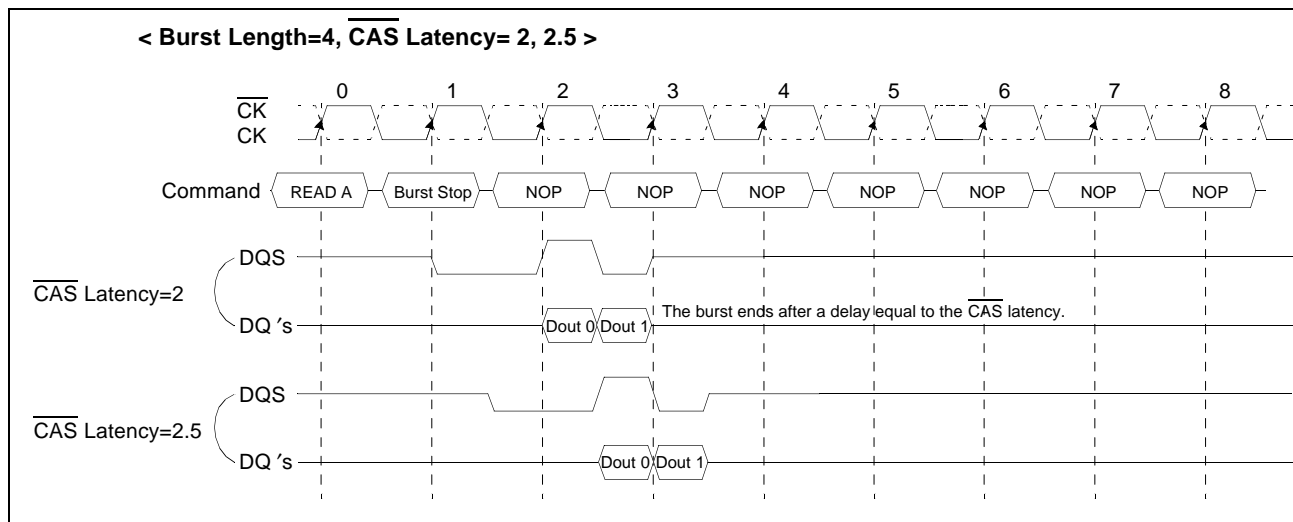 < Burst Length=4, CAS Latency= 2, 2.5 >
0 1 2 3 4 5 6 7 8
CK
CK
Command READ A Burst Stop NOP NOP NOP NOP NOP NOP NOP
DQS
CAS Latency=2
The burst ends after a delay equal to the CAS latency.
DQ ′s Dout 0 Dout 1
DQS
CAS Latency=2.5
DQ ′s Dout 0 Dout 1